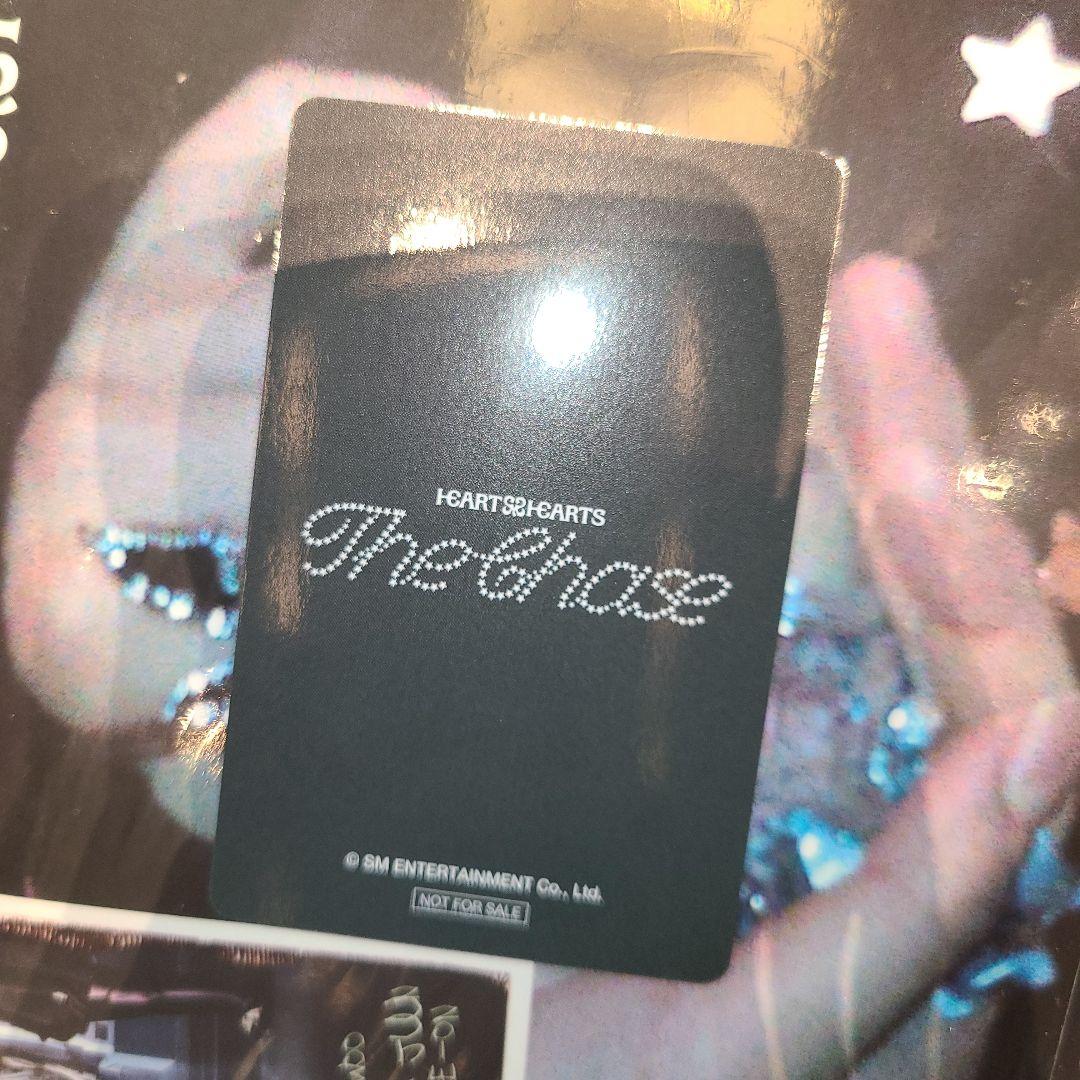 HEARTS2HEARTS
The Chase
© SM ENTERTAINMENT Co., Ltd.
NOT FOR SALE